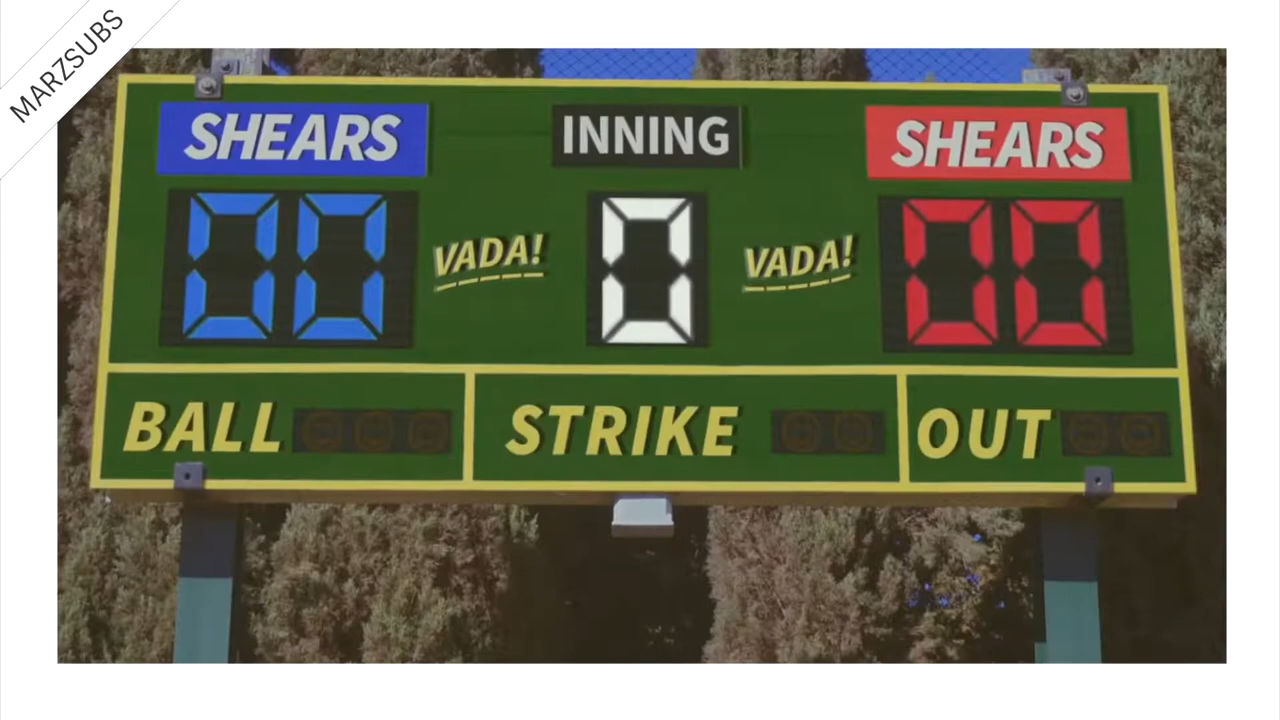 MARZSUBS
SHEARS INNING SHEARS
00 VADA! 0 VADA! 00
BALL STRIKE OUT